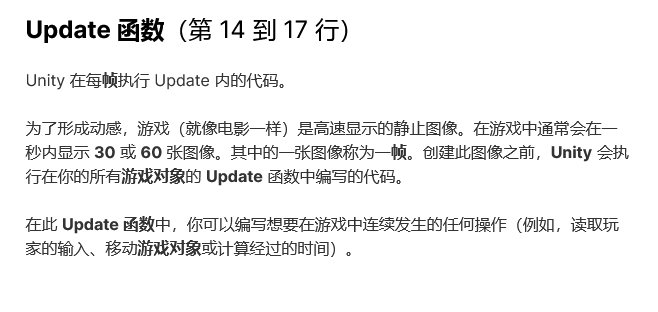 Update 函数（第 14 到 17 行）
Unity 在每帧执行 Update 内的代码。
为了形成动感，游戏（就像电影一样）是高速显示的静止图像。在游戏中通常会在一
秒内显示 30 或 60 张图像。其中的一张图像称为一帧。创建此图像之前，Unity 会执
行在你的所有游戏对象的 Update 函数中编写的代码。
在此 Update 函数中，你可以编写想要在游戏中连续发生的任何操作（例如，读取玩
家的输入、移动游戏对象或计算经过的时间）。